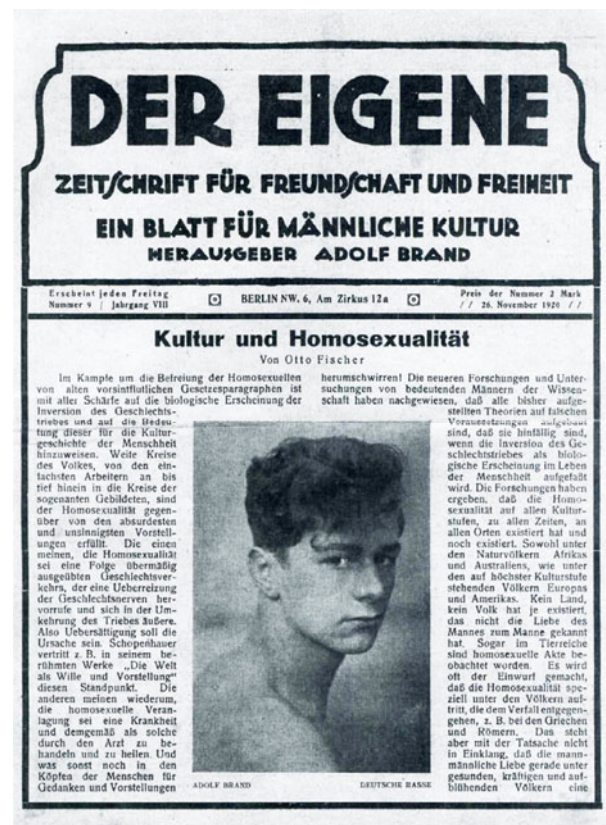 DER EIGENE
ZEITSCHRIFT FÜR FREUNDSCHAFT UND FREIHEIT
EIN BLATT FÜR MÄNNLICHE KULTUR
HERAUSGEBER ADOLF BRAND
Erscheint jeden Freitag
Nummer 9 / Jahrgang VIII
BERLIN NW. 6, Am Zirkus 12a
Preis der Nummer 2 Mark
// 26. November 1920 //
Kultur und Homosexualität
Von Otto Fischer
Im Kampfe um die Befreiung der Homosexuellen
von alten vorsintflutlichen Gesetzesparagraphen ist
mit aller Schärfe auf die biologische Erscheinung der
Inversion des Geschlechts-
triebes und auf die Bedeu-
tung dieser für die Kultur-
geschichte der Menschheit
hinzuweisen. Weite Kreise
des Volkes, von den ein-
fachsten Arbeitern an bis
tief hinein in die Kreise der
sogenanten Gebildeten, sind
der Homosexualität gegen-
über von den absurdesten
und unsinnigsten Vorstell-
ungen erfüllt. Die einen
meinen, die Homosexualität
sei eine Folge übermäßig
ausgeübten Geschlechtsver-
kehrs, der eine Ueberreizung
der Geschlechtsnerven her-
vorrufe und sich in der Um-
kehrung des Triebes äußere.
Also Uebersättigung soll die
Ursache sein. Schopenhauer
vertritt z. B. in seinem be-
rühmten Werke „Die Welt
als Wille und Vorstellung“
diesen Standpunkt. Die
anderen meinen wiederum,
die homosexuelle Veran-
lagung sei eine Krankheit
und demgemäß als solche
durch den Arzt zu be-
handeln und zu heilen. Und
was sonst noch in den
Köpfen der Menschen für
Gedanken und Vorstellungen
ADOLF BRAND
DEUTSCHE RASSE
herumschwirren! Die neueren Forschungen und Unter-
suchungen von bedeutenden Männern der Wissen-
schaft haben nachgewiesen, daß alle bisher aufge-
stellten Theorien auf falschen
Voraussetzungen aufgebaut
sind, daß sie hinfällig sind,
wenn die Inversion des Ge-
schlechtstriebes als biolo-
gische Erscheinung im Leben
der Menschheit aufgefaßt
wird. Die Forschungen haben
ergeben, daß die Homo-
sexualität auf allen Kultur-
stufen, zu allen Zeiten, an
allen Orten existiert hat und
noch existiert. Sowohl unter
den Naturvölkern Afrikas
und Australiens, wie unter
den auf höchster Kulturstufe
stehenden Völkern Europas
und Amerikas. Kein Land,
kein Volk hat je existiert,
das nicht die Liebe des
Mannes zum Manne gekannt
hat. Sogar im Tierreiche
sind homosexuelle Akte be-
obachtet worden. Es wird
oft der Einwurf gemacht,
daß die Homosexualität spe-
ziell unter den Völkern auf-
tritt, die dem Verfall entgegen-
gehen, z. B. bei den Griechen
und Römern. Das steht
aber mit der Tatsache nicht
in Einklang, daß die mann-
männliche Liebe gerade unter
gesunden, kräftigen und auf-
blühenden Völkern eine